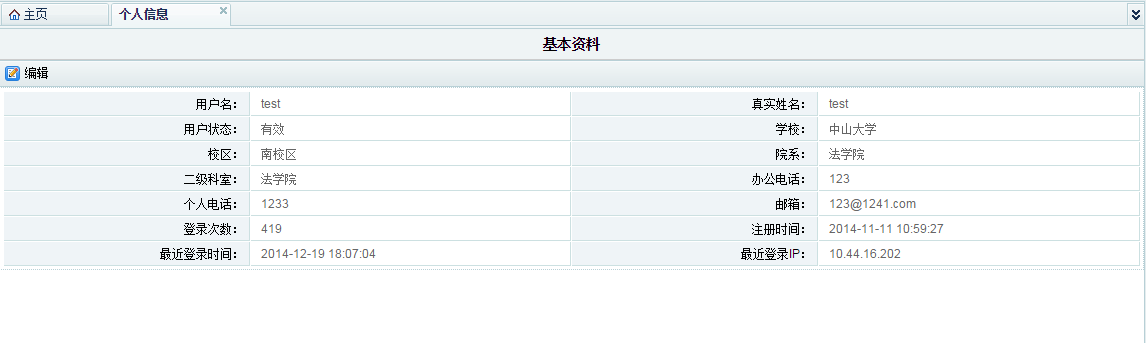 主页 个人信息
基本资料
编辑
用户名： test 真实姓名： test
用户状态： 有效 学校： 中山大学
校区： 南校区 院系： 法学院
二级科室： 法学院 办公电话： 123
个人电话： 1233 邮箱： 123@1241.com
登录次数： 419 注册时间： 2014-11-11 10:59:27
最近登录时间： 2014-12-19 18:07:04 最近登录IP： 10.44.16.202